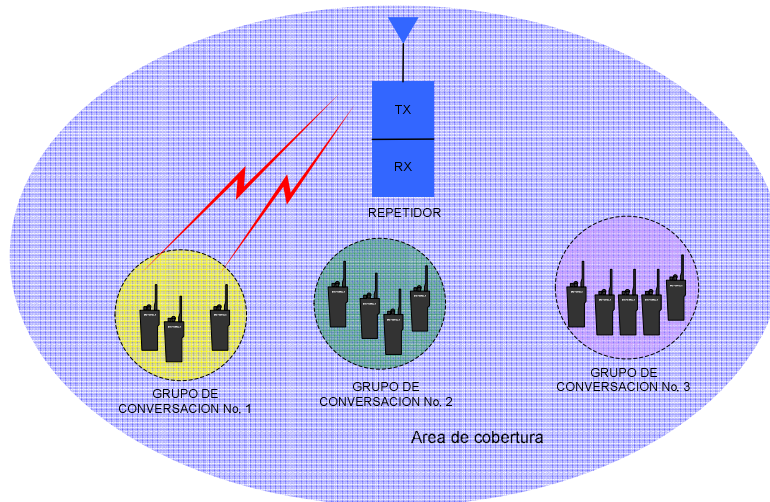 TX
RX
REPETIDOR
GRUPO DE
CONVERSACION No. 1
GRUPO DE
CONVERSACION No. 2
GRUPO DE
CONVERSACION No. 3
Area de cobertura